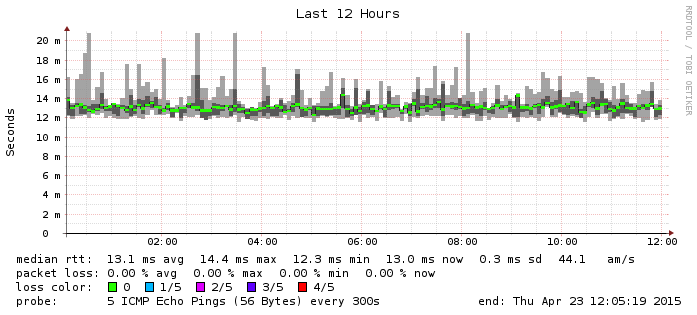 Last 12 Hours
RRDTOOL / TOBI OETIKER
Seconds
20 m
18 m
16 m
14 m
12 m
10 m
8 m
6 m
4 m
2 m
0
02:00 04:00 06:00 08:00 10:00 12:00
median rtt: 13.1 ms avg 14.4 ms max 12.3 ms min 13.0 ms now 0.3 ms sd 44.1 am/s
packet loss: 0.00 % avg 0.00 % max 0.00 % min 0.00 % now
loss color: 0 1/5 2/5 3/5 4/5
probe: 5 ICMP Echo Pings (56 Bytes) every 300s end: Thu Apr 23 12:05:19 2015